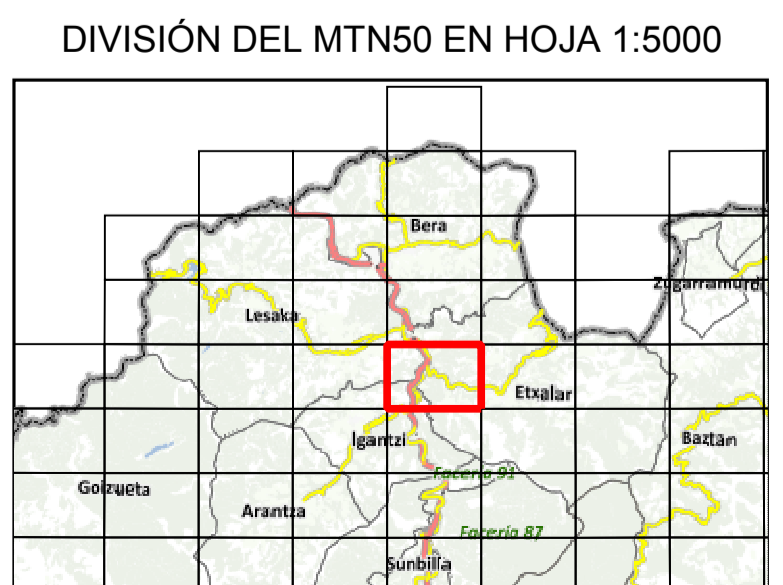 DIVISIÓN DEL MTN50 EN HOJA 1:5000
Bera
Zugarramurdi
Lesaka
Etxalar
Igantzi
Baztan
Facería 91
Goizueta
Arantza
Facería 87
Sunbilla